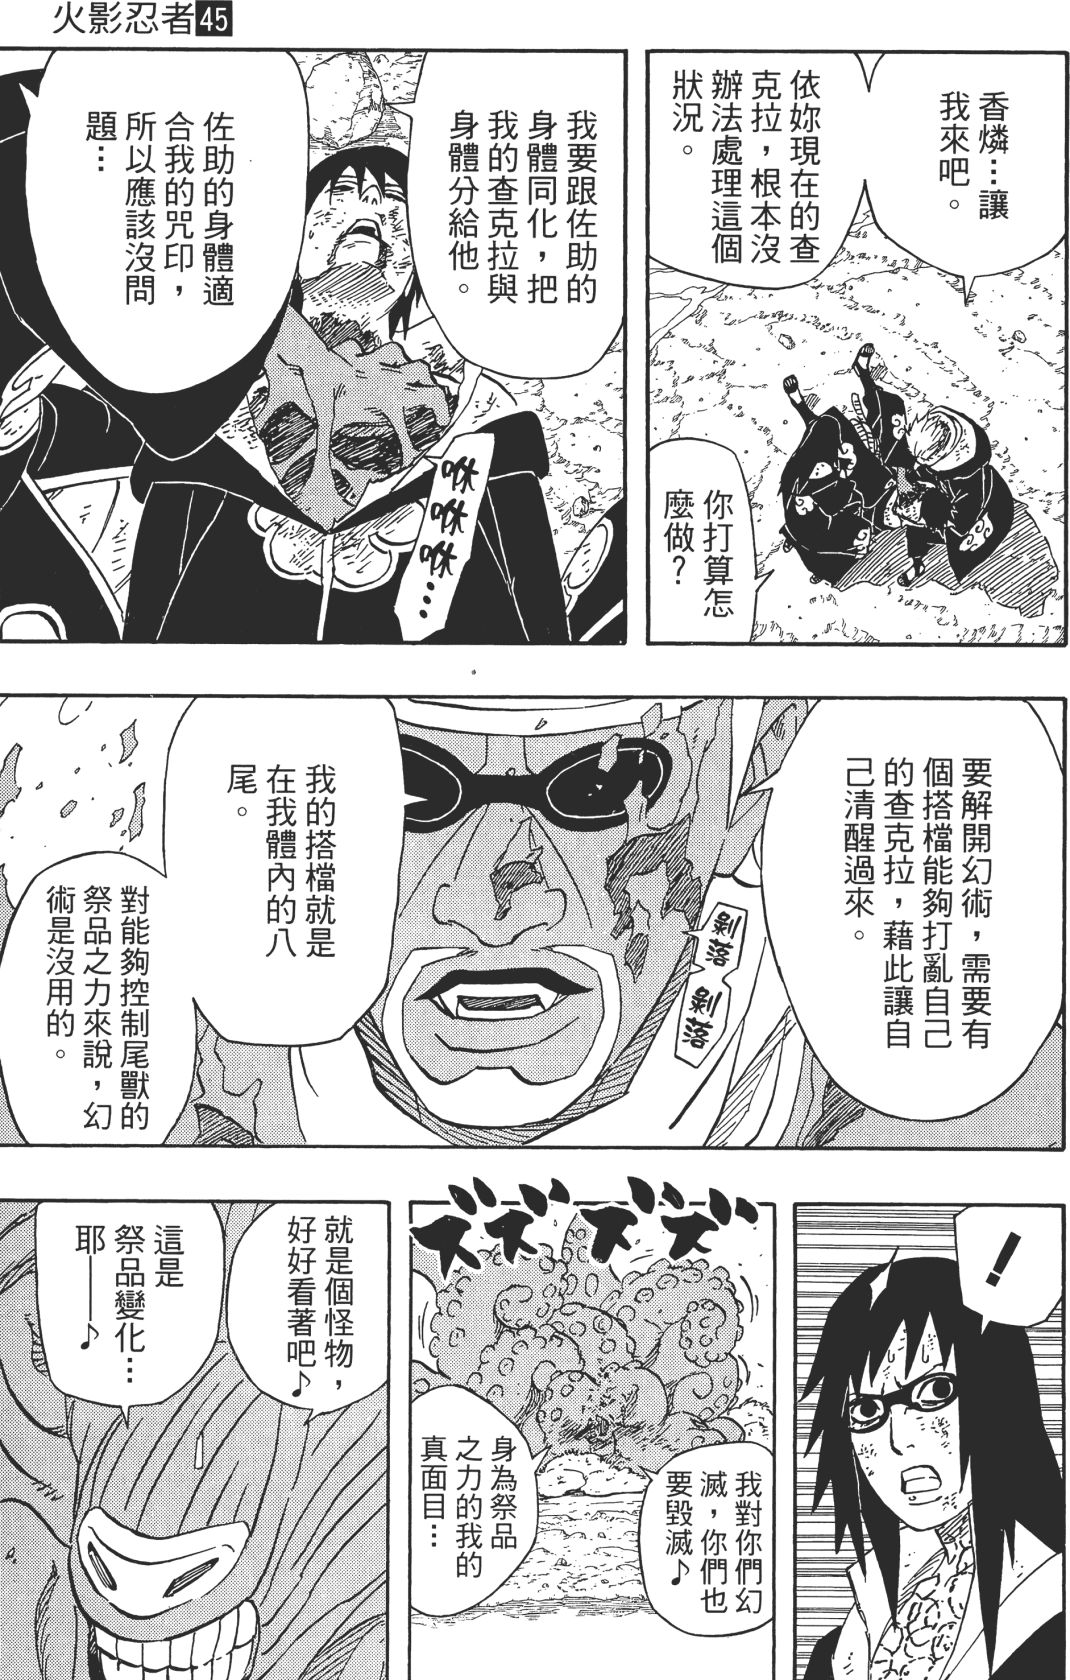 火影忍者45
香燐…讓
我來吧。
依妳現在的查
克拉，根本沒
辦法處理這個
狀況。
你打算怎
麼做？
我要跟佐助的
身體同化，把
我的查克拉與
身體分給他。
佐助的身體適
合我的咒印，
所以應該沒問
題…
咻咻咻…
要解開幻術，需要有
個搭檔能夠打亂自己
的查克拉，藉此讓自
己清醒過來。
剝落
剝落
我的搭檔就是
在我體內的八
尾。
對能夠控制尾獸的
祭品之力來說，幻
術是沒用的。
！
ズズズズ
我對你們幻
滅，你們也
要毀滅♪
身為祭品
之力的我的
真面目…
就是個怪物，
好好看著吧♪
這是
祭品變化…
耶——♪